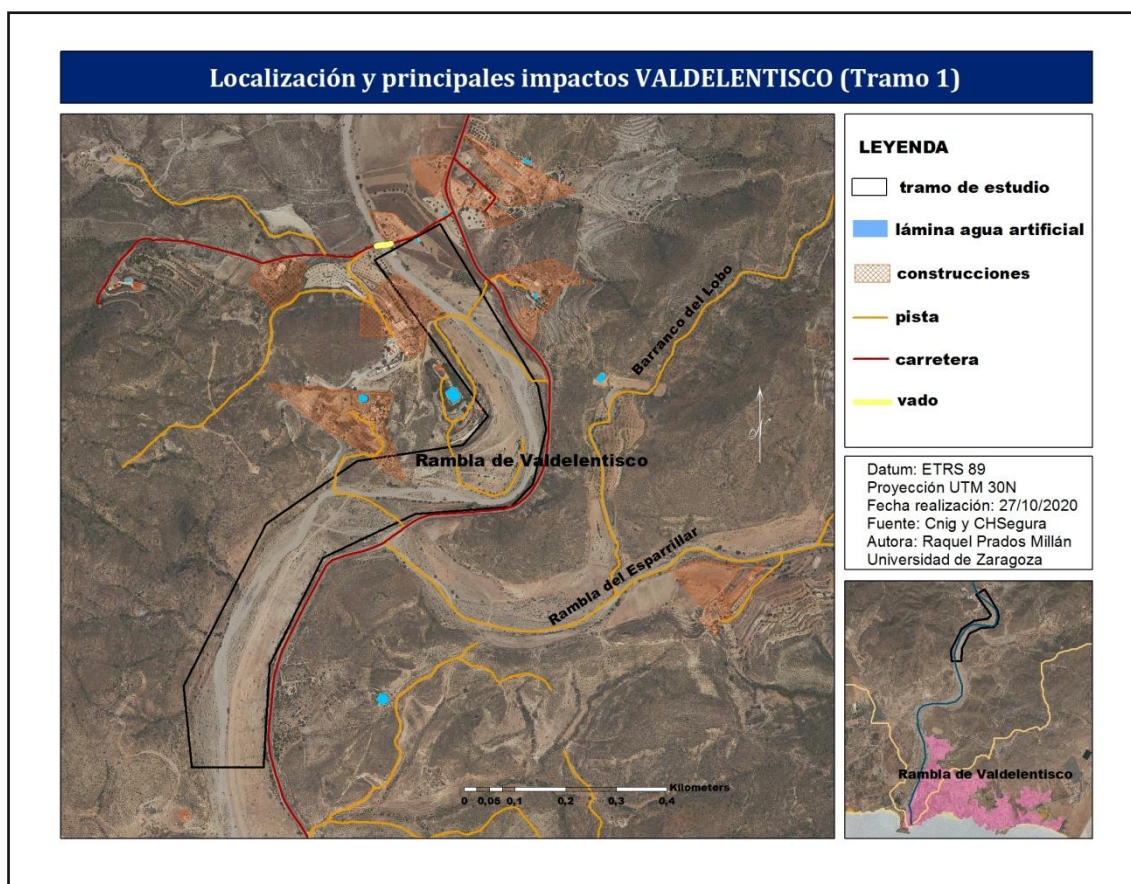 Localización y principales impactos VALDELENTISCO (Tramo 1)
Barranco del Lobo
Rambla de Valdelentisco
Rambla del Esparrillar
Kilometers
0 0,05 0,1 0,2 0,3 0,4
LEYENDA
tramo de estudio
lámina agua artificial
construcciones
pista
carretera
vado
Datum: ETRS 89
Proyección UTM 30N
Fecha realización: 27/10/2020
Fuente: Cnig y CHSegura
Autora: Raquel Prados Millán
Universidad de Zaragoza
Rambla de Valdelentisco